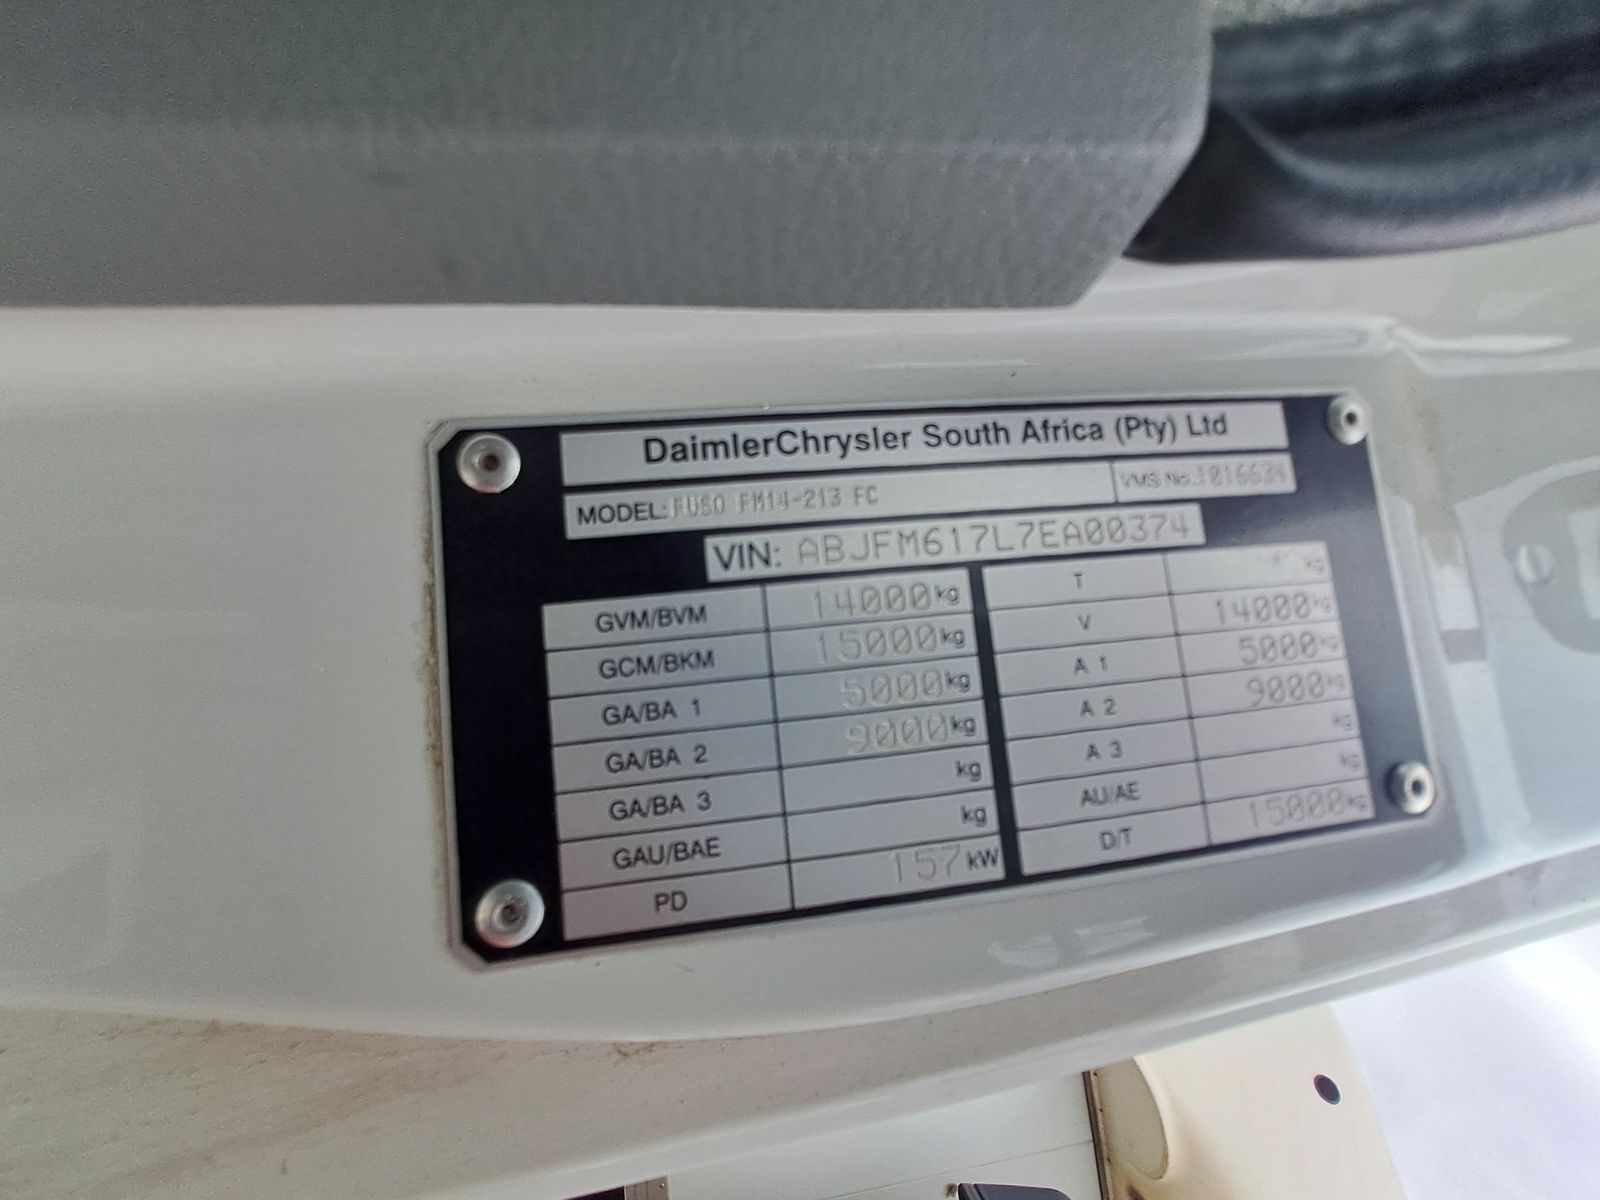 DaimlerChrysler South Africa (Pty) Ltd
MODEL: FUSO FM14-213 FC VMS No. 1016634
VIN: ABJFM617L7EA00374
GVM/BVM 14000 kg
GCM/BKM 15000 kg
GA/BA 1 5000 kg
GA/BA 2 9000 kg
GA/BA 3 kg
GAU/BAE kg
PD 157 kW
T kg
V 14000 kg
A 1 5000 kg
A 2 9000 kg
A 3 kg
AU/AE kg
D/T 15000 kg